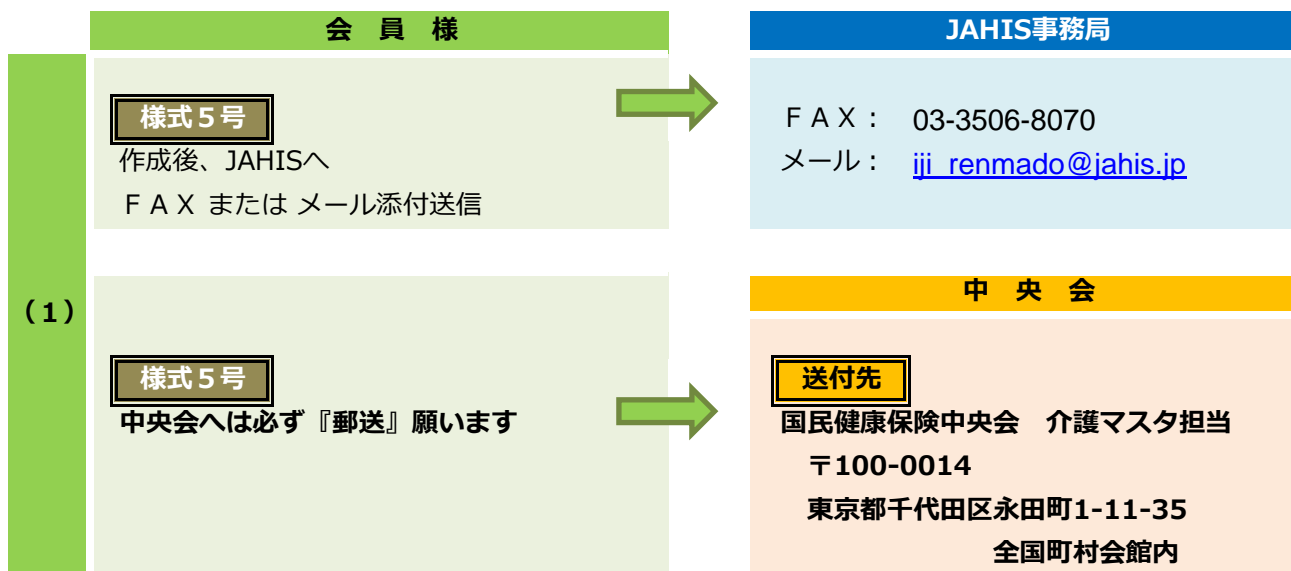 会 員 様
JAHIS事務局
(1)
様式５号
作成後、JAHISへ
ＦＡＸ または メール添付送信
ＦＡＸ： 03-3506-8070
メール： iji_renmado@jahis.jp
様式５号
中央会へは必ず『郵送』願います
中 央 会
送付先
国民健康保険中央会　介護マスタ担当
〒100-0014
東京都千代田区永田町1-11-35
全国町村会館内